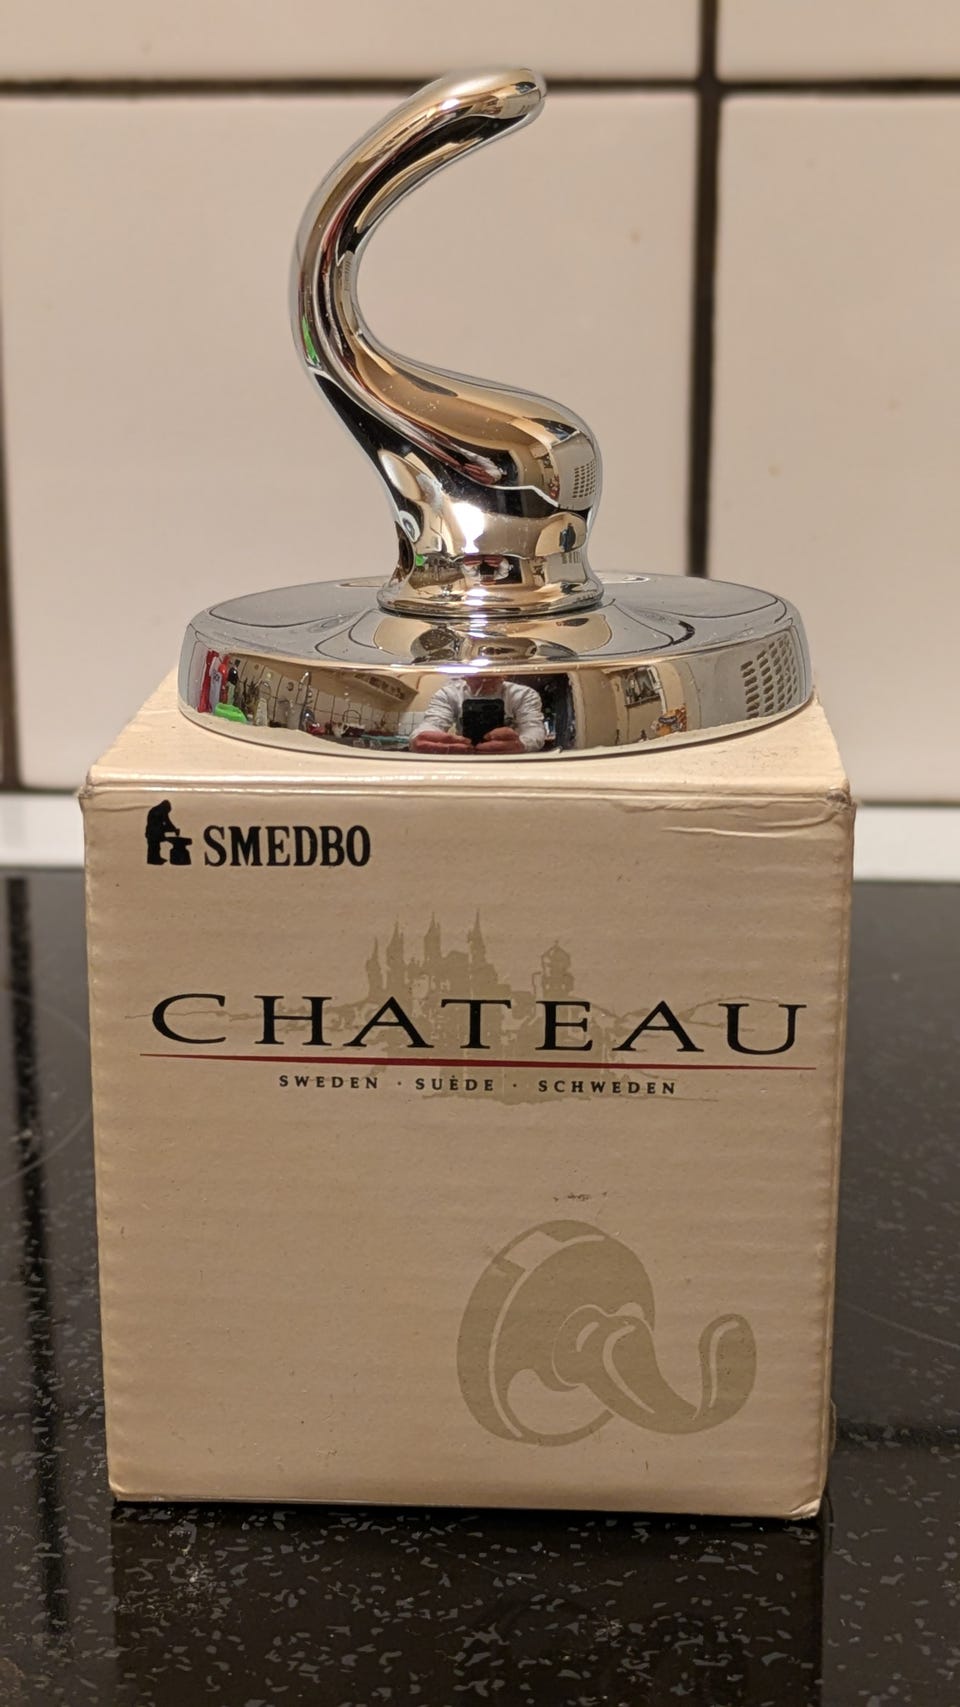 SMEDBO
CHATEAU
SWEDEN · SUÈDE · SCHWEDEN